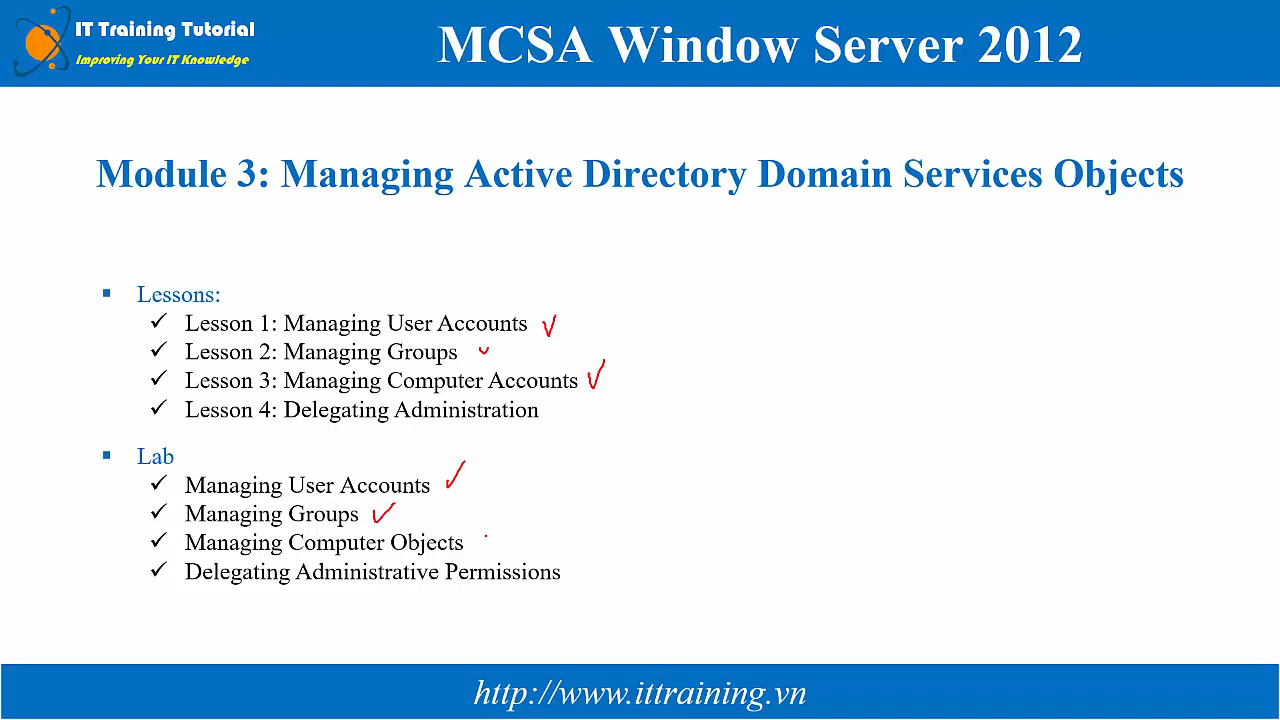 IT Training Tutorial
Improving Your IT Knowledge
MCSA Window Server 2012
Module 3: Managing Active Directory Domain Services Objects
Lessons:
Lesson 1: Managing User Accounts
Lesson 2: Managing Groups
Lesson 3: Managing Computer Accounts
Lesson 4: Delegating Administration
Lab
Managing User Accounts
Managing Groups
Managing Computer Objects
Delegating Administrative Permissions
http://www.ittraining.vn